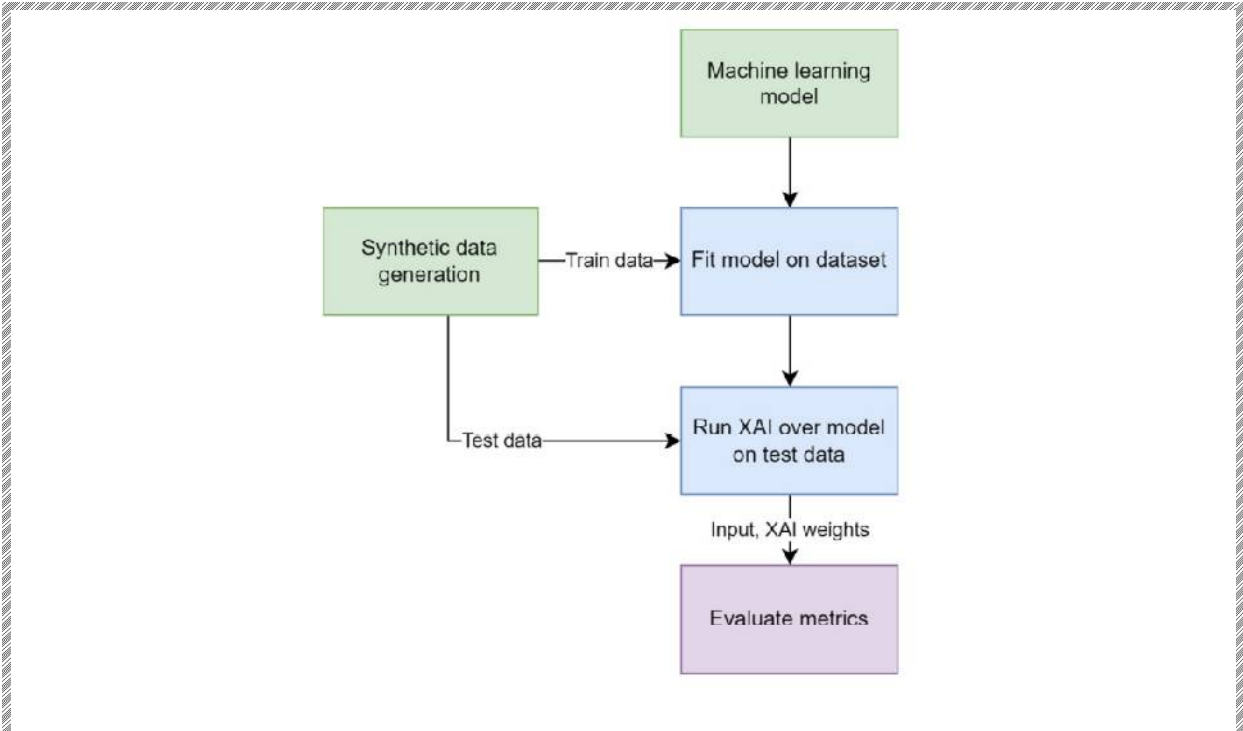 Machine learning
model
Synthetic data
generation
Train data
Fit model on dataset
Test data
Run XAI over model
on test data
Input, XAI weights
Evaluate metrics